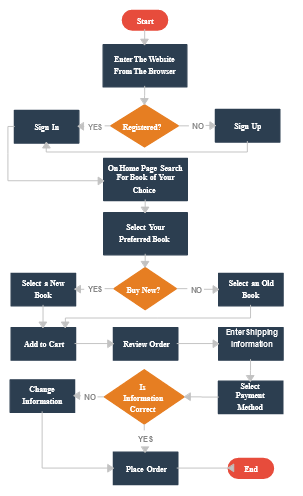 Start
Enter The Website
From The Browser
Sign In
YES
Registered?
NO
Sign Up
On Home Page Search
For Book of Your
Choice
Select Your
Preferred Book
Select a New
Book
YES
Buy New?
NO
Select an Old
Book
Add to Cart
Review Order
Enter Shipping
Information
Change
Information
NO
Is
Information
Correct
Select
Payment
Method
YES
Place Order
End